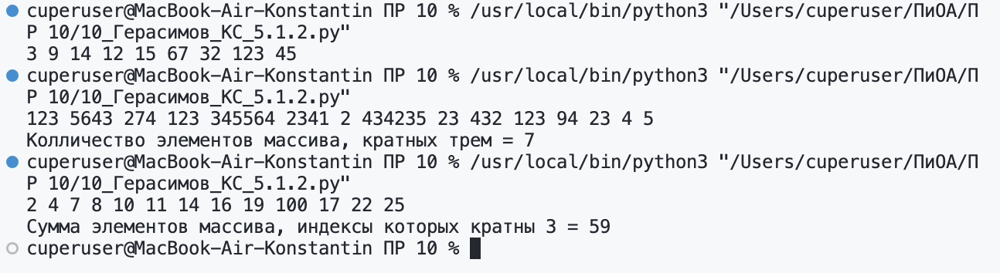 cuperuser@MacBook-Air-Konstantin ПР 10 % /usr/local/bin/python3 "/Users/cuperuser/ПиОА/П
Р 10/10_Герасимов_КС_5.1.2.py"
3 9 14 12 15 67 32 123 45
cuperuser@MacBook-Air-Konstantin ПР 10 % /usr/local/bin/python3 "/Users/cuperuser/ПиОА/П
Р 10/10_Герасимов_КС_5.1.2.py"
123 5643 274 123 345564 2341 2 434235 23 432 123 94 23 4 5
Колличество элементов массива, кратных трем = 7
cuperuser@MacBook-Air-Konstantin ПР 10 % /usr/local/bin/python3 "/Users/cuperuser/ПиОА/П
Р 10/10_Герасимов_КС_5.1.2.py"
2 4 7 8 10 11 14 16 19 100 17 22 25
Сумма элементов массива, индексы которых кратны 3 = 59
cuperuser@MacBook-Air-Konstantin ПР 10 %